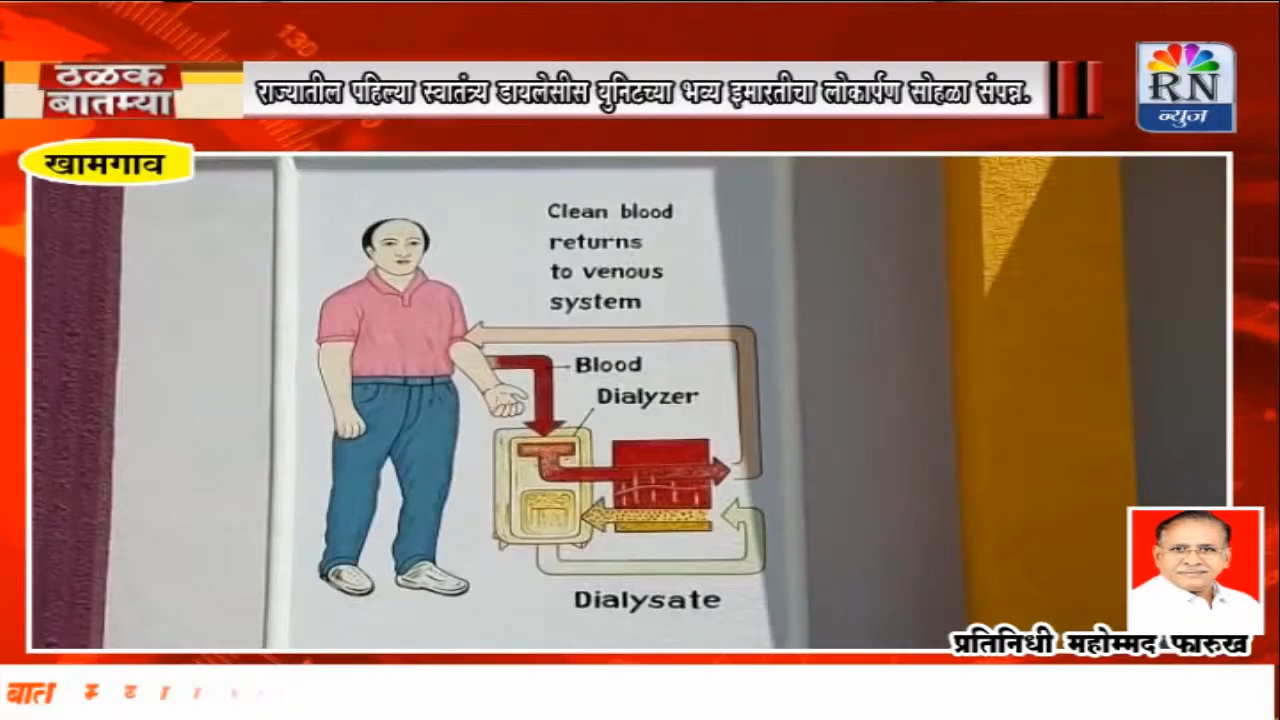 130
ठळक
बातम्या
राज्यातील पहिल्या स्वातंत्र्य डायलेसीस युनिटच्या भव्य इमारतीचा लोकार्पण सोहळा संपन्न.
RN
न्युज
खामगाव
Clean blood
returns
to venous
system
Blood
Dialyzer
Dialysate
प्रतिनिधी महोम्मद फारुख